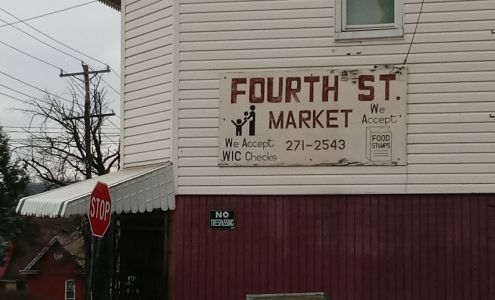 FOURTH ST.
MARKET
We
Accept
FOOD
STAMPS
We Accept
WIC Checks
271-2543
STOP
NO
TRESPASSING